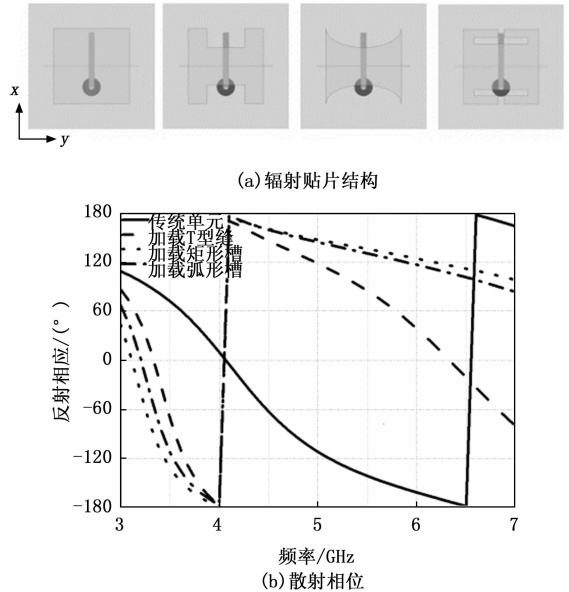 x
y
(a)辐射贴片结构
180
120
60
0
-60
-120
-180
反射相应/(°)
传统单元
加载T型缝
加载矩形槽
加载弧形槽
3 4 5 6 7
频率/GHz
(b)散射相位